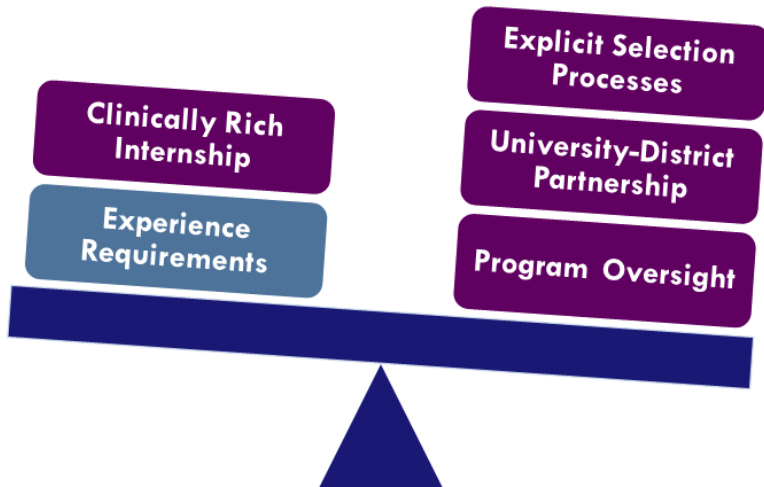 Clinically Rich
Internship
Experience
Requirements
Explicit Selection
Processes
University-District
Partnership
Program Oversight